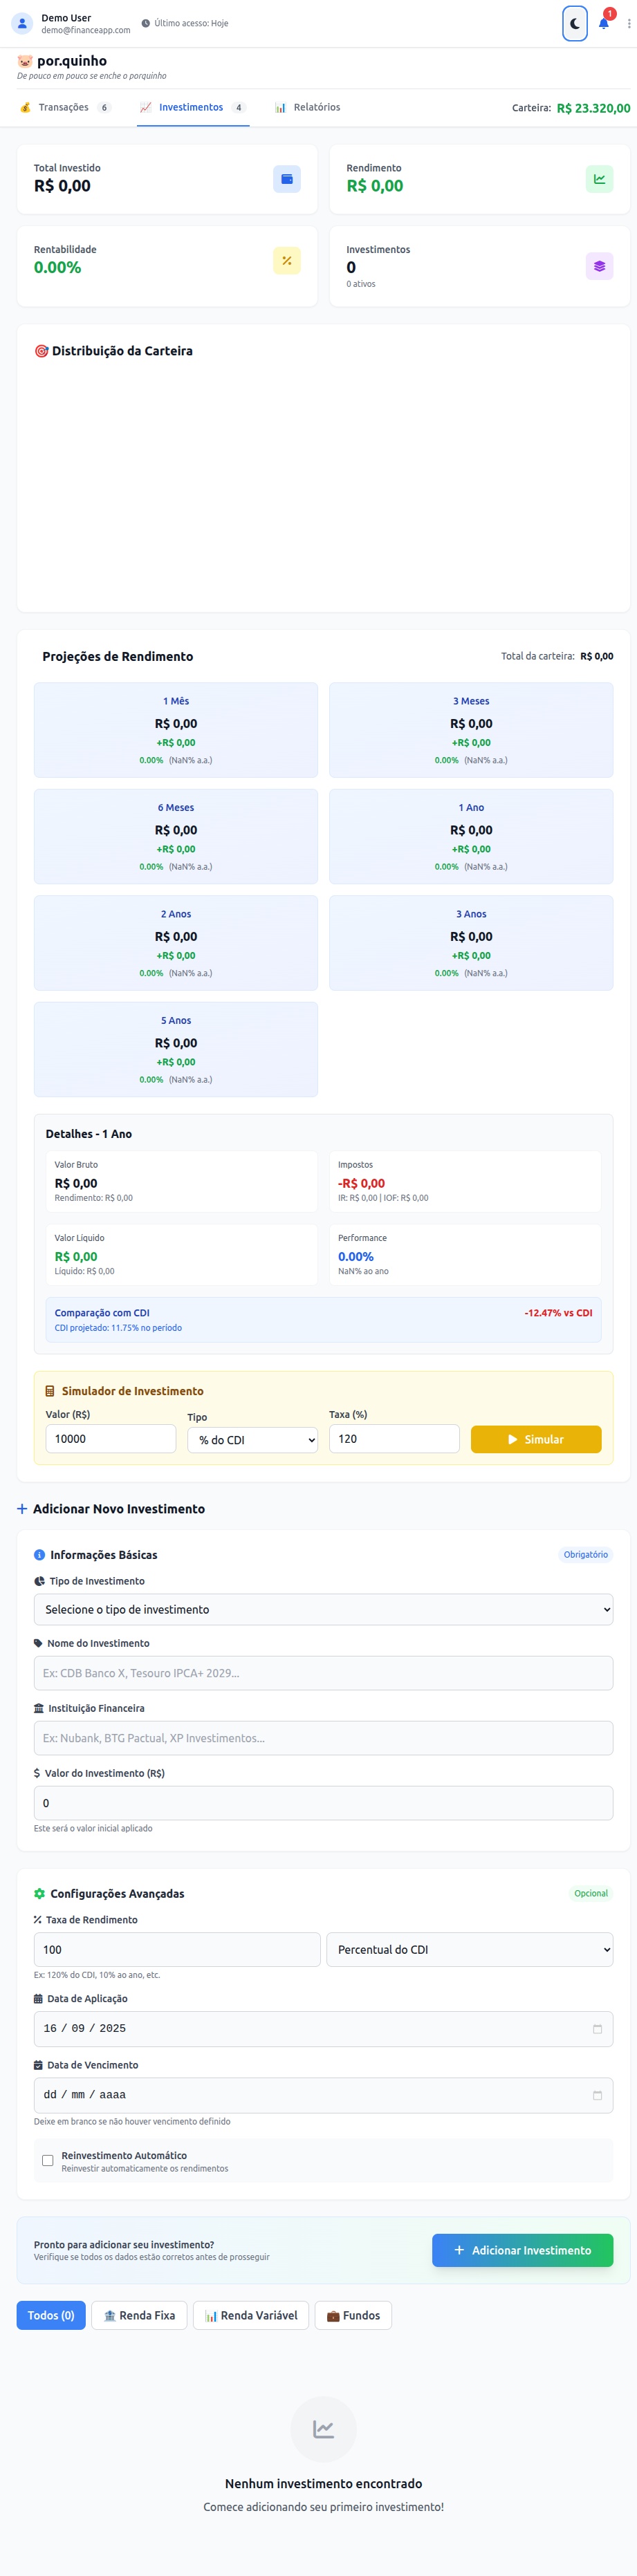 Demo User
demo@financeapp.com
Último acesso: Hoje
1
🐷 por.quinho
De pouco em pouco se enche o porquinho
💰 Transações 6
📈 Investimentos 4
📊 Relatórios
Carteira: R$ 23.320,00
Total Investido
R$ 0,00
Rendimento
R$ 0,00
Rentabilidade
0.00%
Investimentos
0
0 ativos
🎯 Distribuição da Carteira
Projeções de Rendimento
Total da carteira: R$ 0,00
1 Mês
R$ 0,00
+R$ 0,00
0.00% (NaN% a.a.)
3 Meses
R$ 0,00
+R$ 0,00
0.00% (NaN% a.a.)
6 Meses
R$ 0,00
+R$ 0,00
0.00% (NaN% a.a.)
1 Ano
R$ 0,00
+R$ 0,00
0.00% (NaN% a.a.)
2 Anos
R$ 0,00
+R$ 0,00
0.00% (NaN% a.a.)
3 Anos
R$ 0,00
+R$ 0,00
0.00% (NaN% a.a.)
5 Anos
R$ 0,00
+R$ 0,00
0.00% (NaN% a.a.)
Detalhes - 1 Ano
Valor Bruto
R$ 0,00
Rendimento: R$ 0,00
Impostos
-R$ 0,00
IR: R$ 0,00 | IOF: R$ 0,00
Valor Líquido
R$ 0,00
Líquido: R$ 0,00
Performance
0.00%
NaN% ao ano
Comparação com CDI
-12.47% vs CDI
CDI projetado: 11.75% no período
Simulador de Investimento
Valor (R$)
10000
Tipo
% do CDI
Taxa (%)
120
Simular
Adicionar Novo Investimento
Informações Básicas
Obrigatório
Tipo de Investimento
Selecione o tipo de investimento
Nome do Investimento
Ex: CDB Banco X, Tesouro IPCA+ 2029...
Instituição Financeira
Ex: Nubank, BTG Pactual, XP Investimentos...
Valor do Investimento (R$)
0
Este será o valor inicial aplicado
Configurações Avançadas
Opcional
Taxa de Rendimento
100
Percentual do CDI
Ex: 120% do CDI, 10% ao ano, etc.
Data de Aplicação
16 / 09 / 2025
Data de Vencimento
dd / mm / aaaa
Deixe em branco se não houver vencimento definido
Reinvestimento Automático
Reinvestir automaticamente os rendimentos
Pronto para adicionar seu investimento?
Verifique se todos os dados estão corretos antes de prosseguir
Adicionar Investimento
Todos (0)
🏦 Renda Fixa
📊 Renda Variável
💼 Fundos
Nenhum investimento encontrado
Comece adicionando seu primeiro investimento!